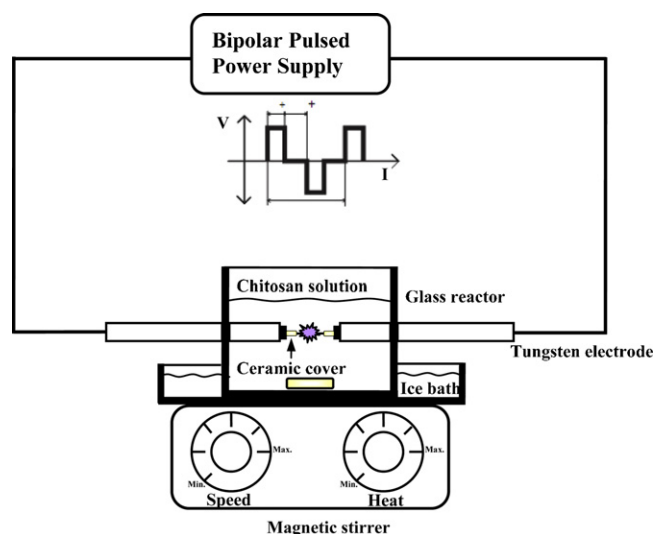 Bipolar Pulsed
Power Supply
+ +
V
I
Chitosan solution
Glass reactor
Tungsten electrode
Ceramic cover
Ice bath
Max. Max.
Min. Min.
Speed Heat
Magnetic stirrer